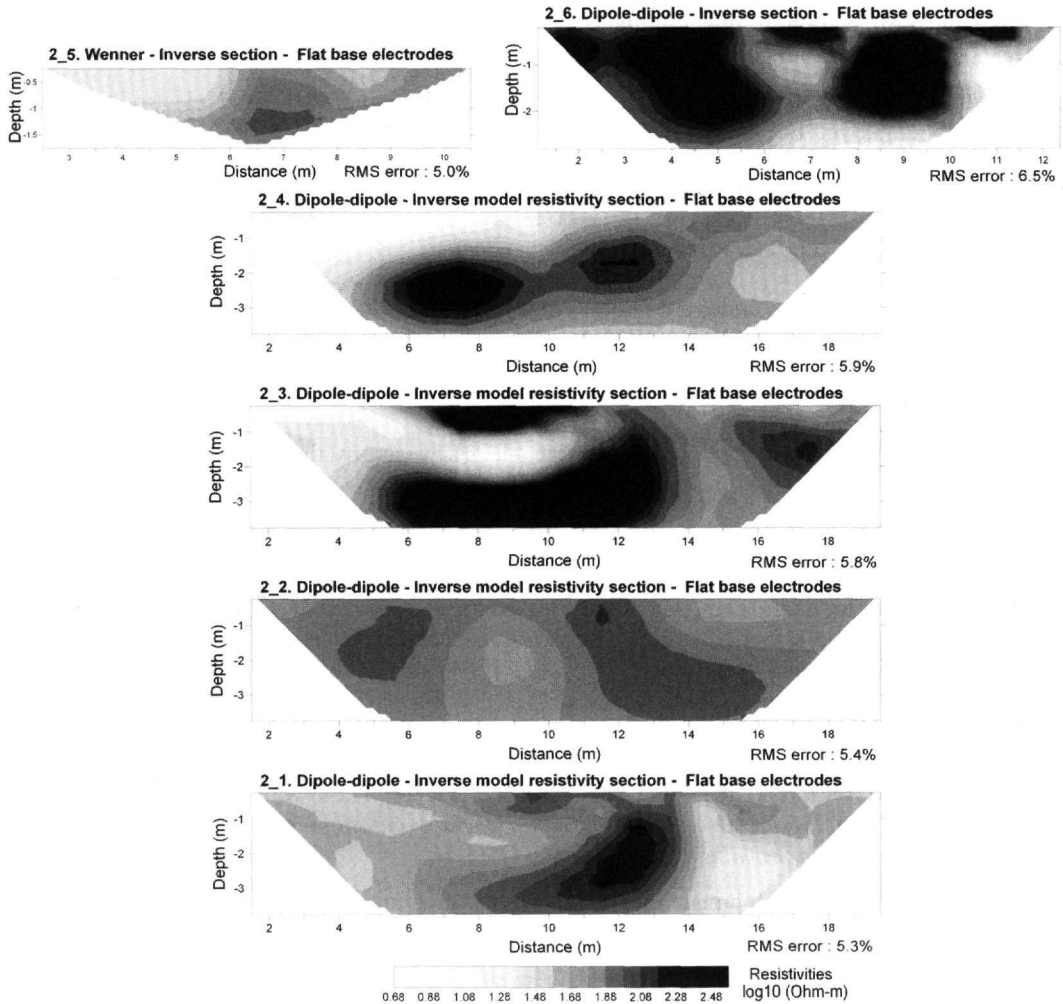 2_5. Wenner - Inverse section - Flat base electrodes
Depth (m)
-0.5
-1
-1.5
3 4 5 6 7 8 9 10
Distance (m)
RMS error : 5.0%
2_6. Dipole-dipole - Inverse section - Flat base electrodes
Depth (m)
-1
-2
2 3 4 5 6 7 8 9 10 11 12
Distance (m)
RMS error : 6.5%
2_4. Dipole-dipole - Inverse model resistivity section - Flat base electrodes
Depth (m)
-1
-2
-3
2 4 6 8 10 12 14 16 18
Distance (m)
RMS error : 5.9%
2_3. Dipole-dipole - Inverse model resistivity section - Flat base electrodes
Depth (m)
-1
-2
-3
2 4 6 8 10 12 14 16 18
Distance (m)
RMS error : 5.8%
2_2. Dipole-dipole - Inverse model resistivity section - Flat base electrodes
Depth (m)
-1
-2
-3
2 4 6 8 10 12 14 16 18
Distance (m)
RMS error : 5.4%
2_1. Dipole-dipole - Inverse model resistivity section - Flat base electrodes
Depth (m)
-1
-2
-3
2 4 6 8 10 12 14 16 18
Distance (m)
RMS error : 5.3%
0.68 0.88 1.08 1.28 1.48 1.68 1.88 2.08 2.28 2.48
Resistivities
log10 (Ohm-m)